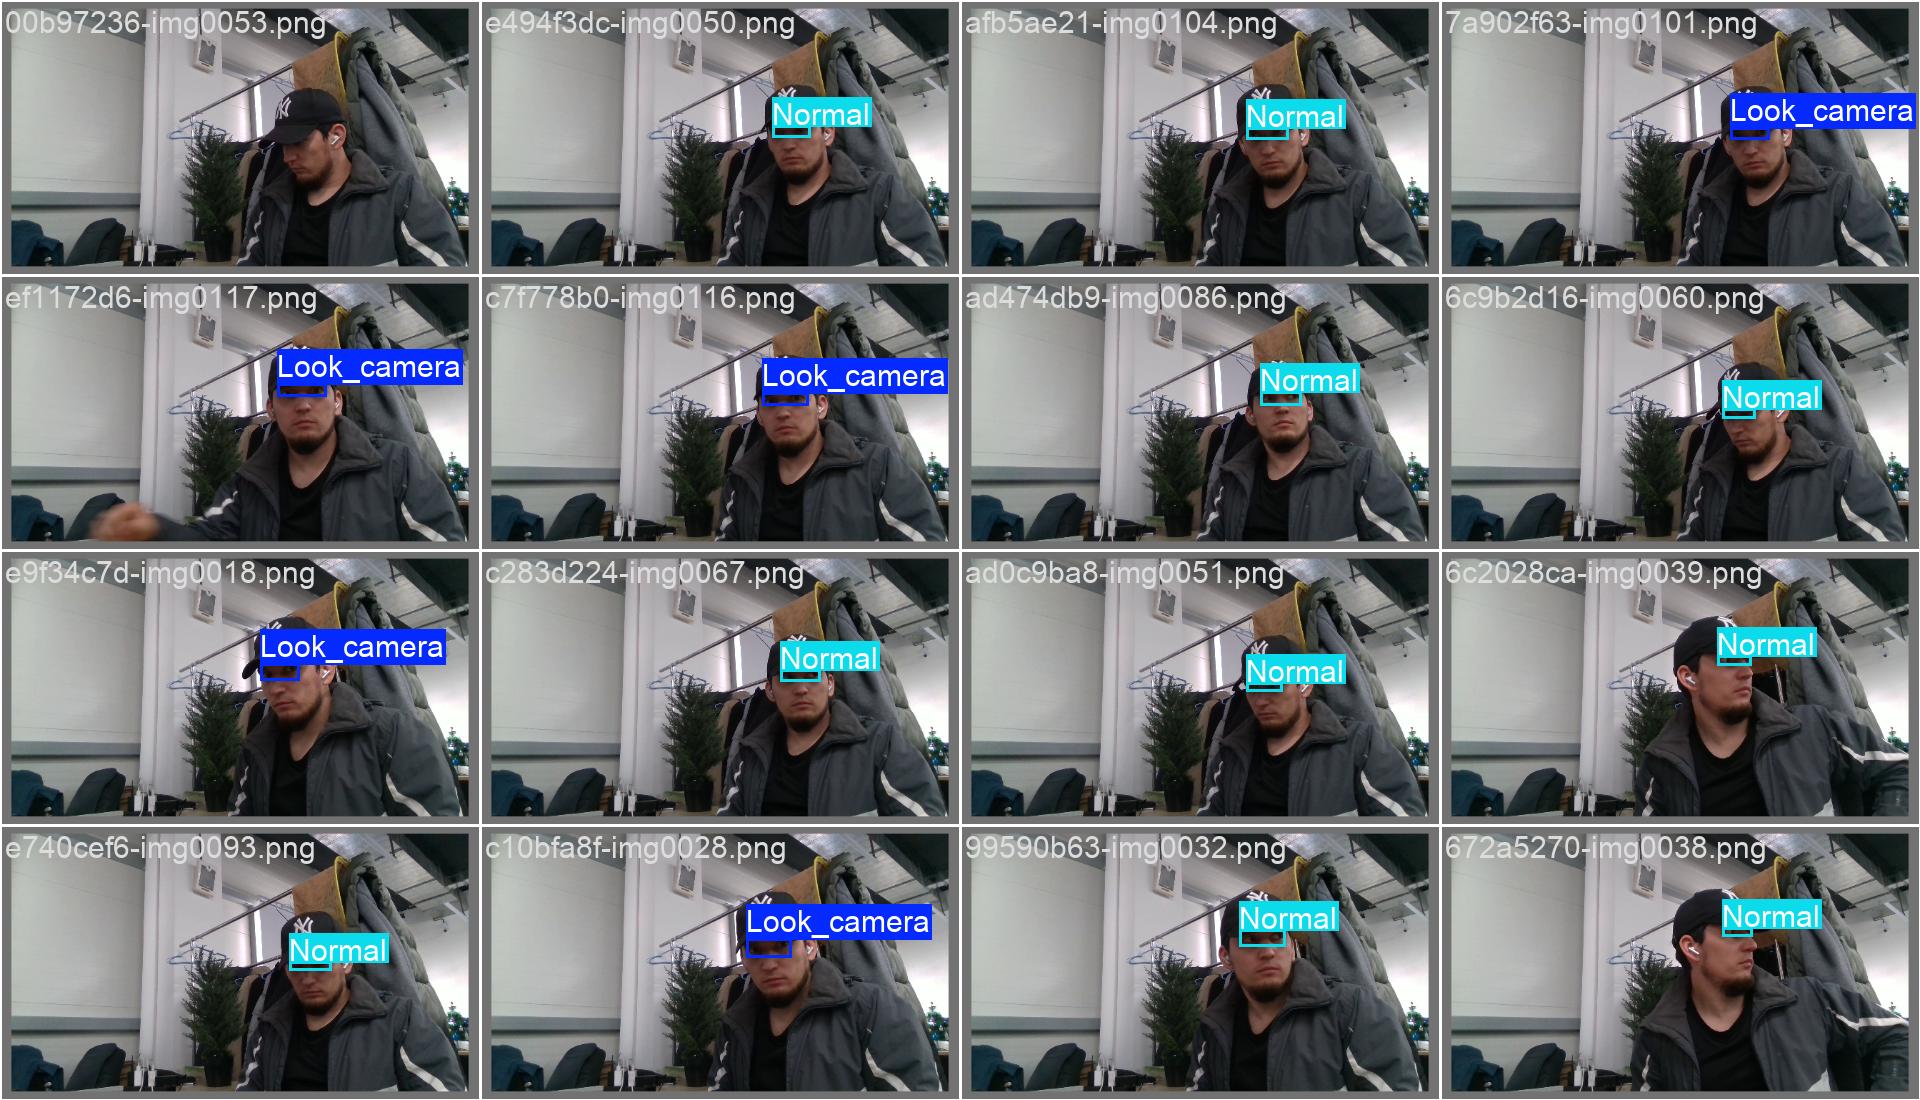 00b97236-img0053.png
e494f3dc-img0050.png
Normal
afb5ae21-img0104.png
Normal
7a902f63-img0101.png
Look_camera
ef1172d6-img0117.png
Look_camera
c7f778b0-img0116.png
Look_camera
ad474db9-img0086.png
Normal
6c9b2d16-img0060.png
Normal
e9f34c7d-img0018.png
Look_camera
c283d224-img0067.png
Normal
ad0c9ba8-img0051.png
Normal
6c2028ca-img0039.png
Normal
e740cef6-img0093.png
NY
Normal
c10bfa8f-img0028.png
Look_camera
99590b63-img0032.png
Normal
672a5270-img0038.png
Normal